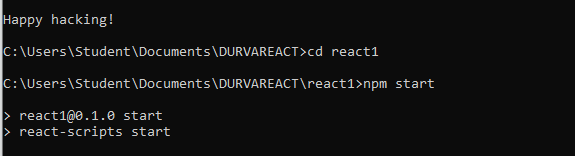 Happy hacking!
C:\Users\Student\Documents\DURVAREACT>cd react1
C:\Users\Student\Documents\DURVAREACT\react1>npm start
> react1@0.1.0 start
> react-scripts start